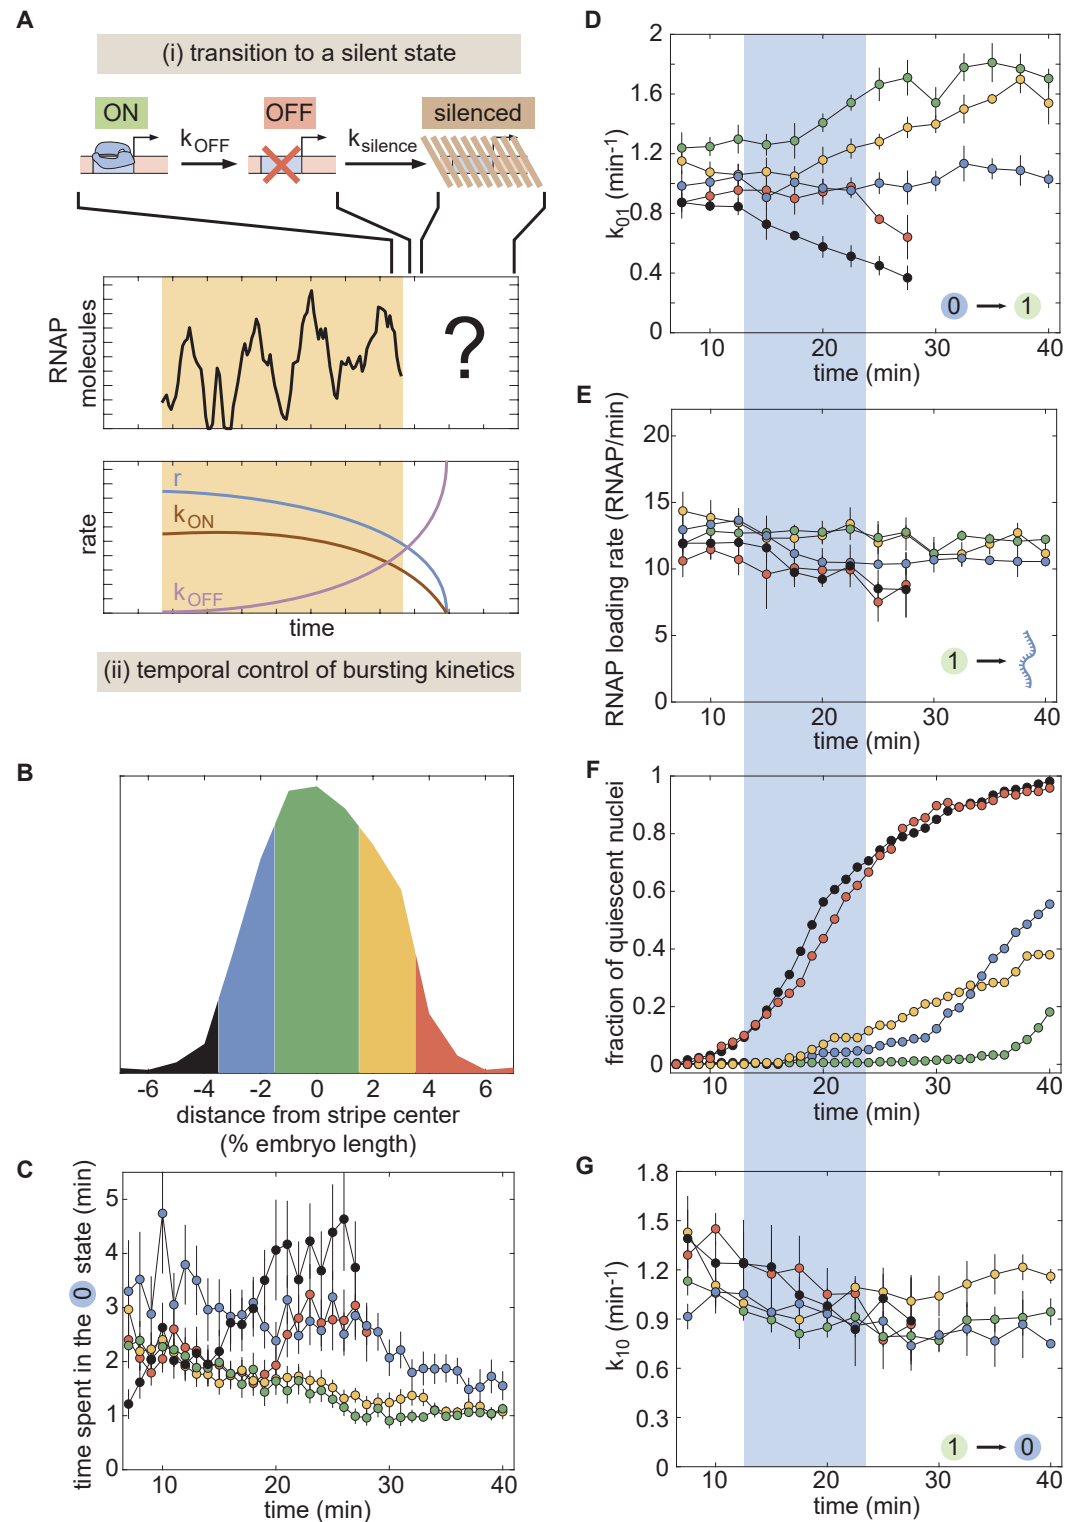 A
(i) transition to a silent state
ON
k_OFF
OFF
k_silence
silenced
RNAP
molecules
?
r
k_ON
k_OFF
rate
time
(ii) temporal control of bursting kinetics
B
-6 -4 -2 0 2 4 6
distance from stripe center
(% embryo length)
C
time spent in the 0 state (min)
5
4
3
2
1
0
10 20 30 40
time (min)
D
k_01 (min⁻¹)
2
1.6
1.2
0.8
0.4
0
0 1
10 20 30 40
time (min)
E
RNAP loading rate (RNAP/min)
20
15
10
5
0
1
10 20 30 40
time (min)
F
fraction of quiescent nuclei
1
0.8
0.6
0.4
0.2
0
10 20 30 40
time (min)
G
k_10 (min⁻¹)
1.8
1.5
1.2
0.9
0.6
0.3
0
1 0
10 20 30 40
time (min)